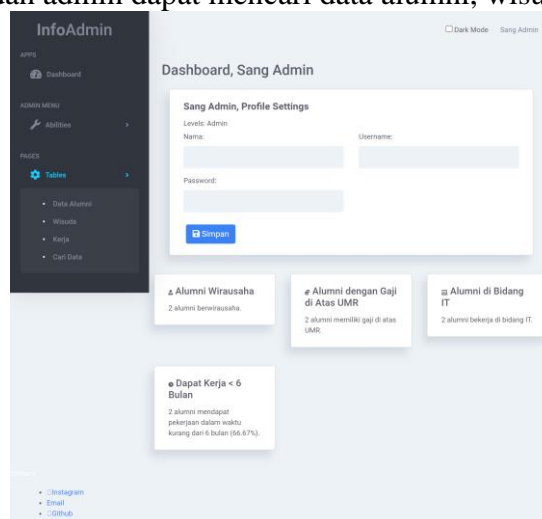 dan admin dapat mencari data alumni, wisu
InfoAdmin
Dark Mode Sang Admin
APPS
Dashboard
ADMIN MENU
Abilities
PAGES
Tables
Data Alumni
Wisuda
Kerja
Cari Data
Dashboard, Sang Admin
Sang Admin, Profile Settings
Levels: Admin
Name: Username:
Password:
Simpan
Alumni Wirausaha
2 alumni berwirausaha.
Alumni dengan Gaji
di Atas UMR
2 alumni memiliki gaji di atas
UMR.
Alumni di Bidang
IT
2 alumni bekerja di bidang IT.
Dapat Kerja < 6
Bulan
2 alumni mendapat
pekerjaan dalam waktu
kurang dari 6 bulan (66.67%).
Instagram
Email
Github